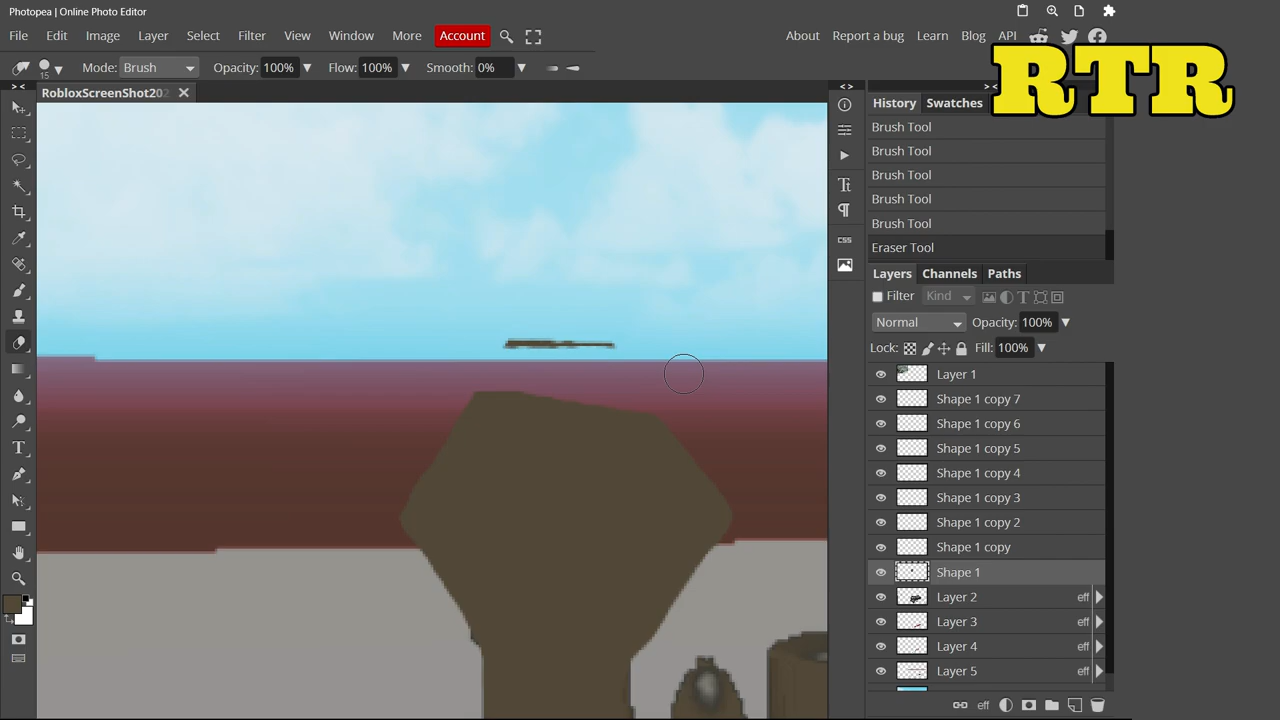 Photopea | Online Photo Editor
File Edit Image Layer Select Filter View Window More Account About Report a bug Learn Blog API
RTR
15 Mode: Brush Opacity: 100% Flow: 100% Smooth: 0%
RobloxScreenShot202
History Swatches
Brush Tool
Brush Tool
Brush Tool
Brush Tool
Brush Tool
Eraser Tool
Layers Channels Paths
Filter Kind
Normal Opacity: 100%
Lock: Fill: 100%
Layer 1
Shape 1 copy 7
Shape 1 copy 6
Shape 1 copy 5
Shape 1 copy 4
Shape 1 copy 3
Shape 1 copy 2
Shape 1 copy
Shape 1
Layer 2 eff
Layer 3 eff
Layer 4 eff
Layer 5 eff
eff
CSS